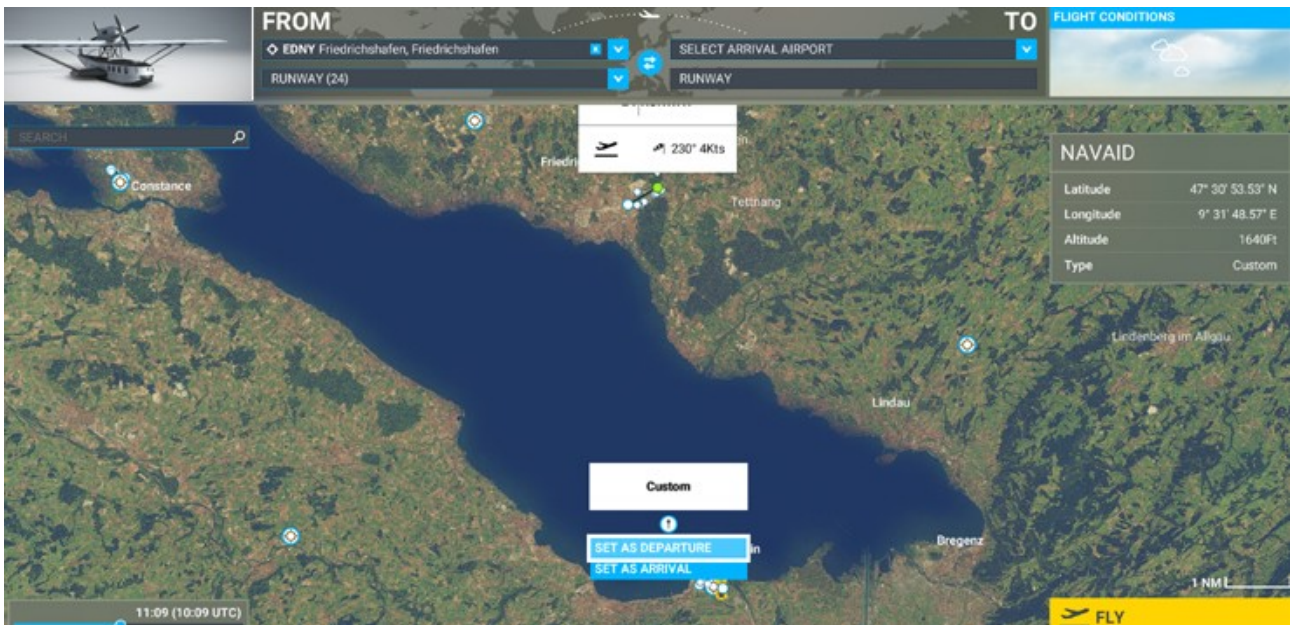 FROM
TO
FLIGHT CONDITIONS
EDNY Friedrichshafen, Friedrichshafen
SELECT ARRIVAL AIRPORT
RUNWAY (24)
RUNWAY
SEARCH
230° 4Kts
Friedri
Constance
Tettnang
NAVAID
Latitude 47° 30' 53.53" N
Longitude 9° 31' 48.57" E
Altitude 1640Ft
Type Custom
Lindenberg im Allgäu
Lindau
Custom
SET AS DEPARTURE
in
SET AS ARRIVAL
Bregenz
1 NM
11:09 (10:09 UTC)
FLY